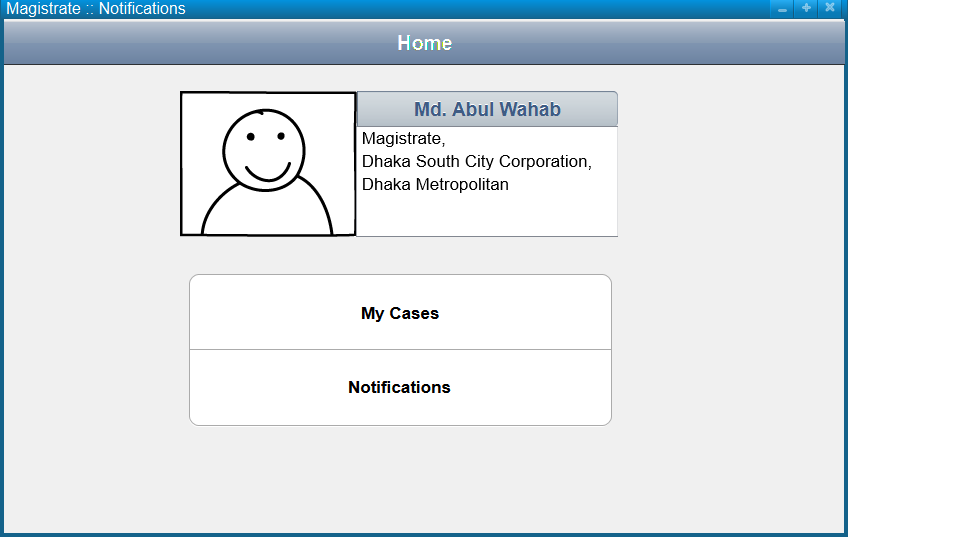 Magistrate :: Notifications
Home
Md. Abul Wahab
Magistrate,
Dhaka South City Corporation,
Dhaka Metropolitan
My Cases
Notifications